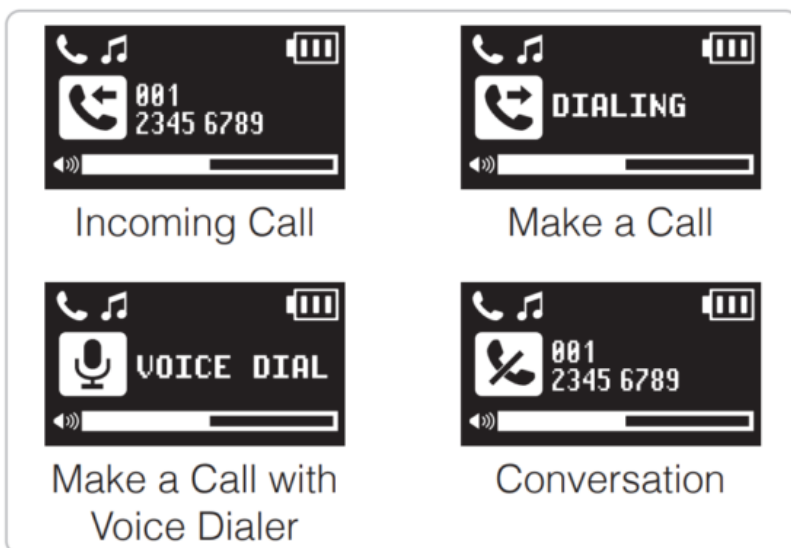 001
2345 6789
Incoming Call
DIALING
Make a Call
VOICE DIAL
Make a Call with
Voice Dialer
001
2345 6789
Conversation